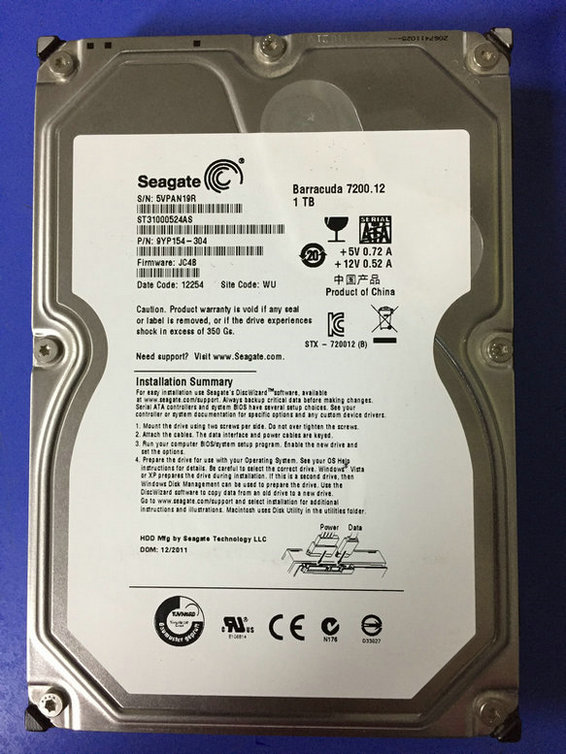 2067411025---
Seagate
S/N: 5VPAN19R
ST31000524AS
P/N: 9YP154-304
Firmware: JC4B
Date Code: 12254 Site Code: WU
Barracuda 7200.12
1 TB
SERIAL
ATA
20
+5V 0.72 A
+12V 0.52 A
中国产品
Product of China
Caution. Product warranty is void if any seal
or label is removed, or if the drive experiences
shock in excess of 350 Gs.
STX - 720012 (B)
Need support? Visit www.Seagate.com.
Installation Summary
For easy installation use Seagate's DiscWizard™ software, available
at www.seagate.com/support. Always backup critical data before making changes.
Serial ATA controllers and system BIOS have several setup choices. See your
controller or system documentation for specific options and any custom device drivers.
1. Mount the drive using two screws per side. Do not over tighten the screws.
2. Attach the cables. The data interface and power cables are keyed.
3. Run your computer BIOS/system setup program. Enable the new drive and
set the options.
4. Prepare the drive for use with your Operating System. See your OS Help
instructions for details. Be careful to select the correct drive. Windows® Vista
or XP prepares the drive during installation. If this is a second drive, then
Windows Disk Management can be used to prepare the drive. Use the
DiscWizard software to copy data from an old drive to a new drive.
Go to www.seagate.com/support and select installation for additional
instructions and illustrations. Macintosh uses Disk Utility in the utilities folder.
Power Data
HDD Mfg by Seagate Technology LLC
DOM: 12/2011
c RU US
CE
N176